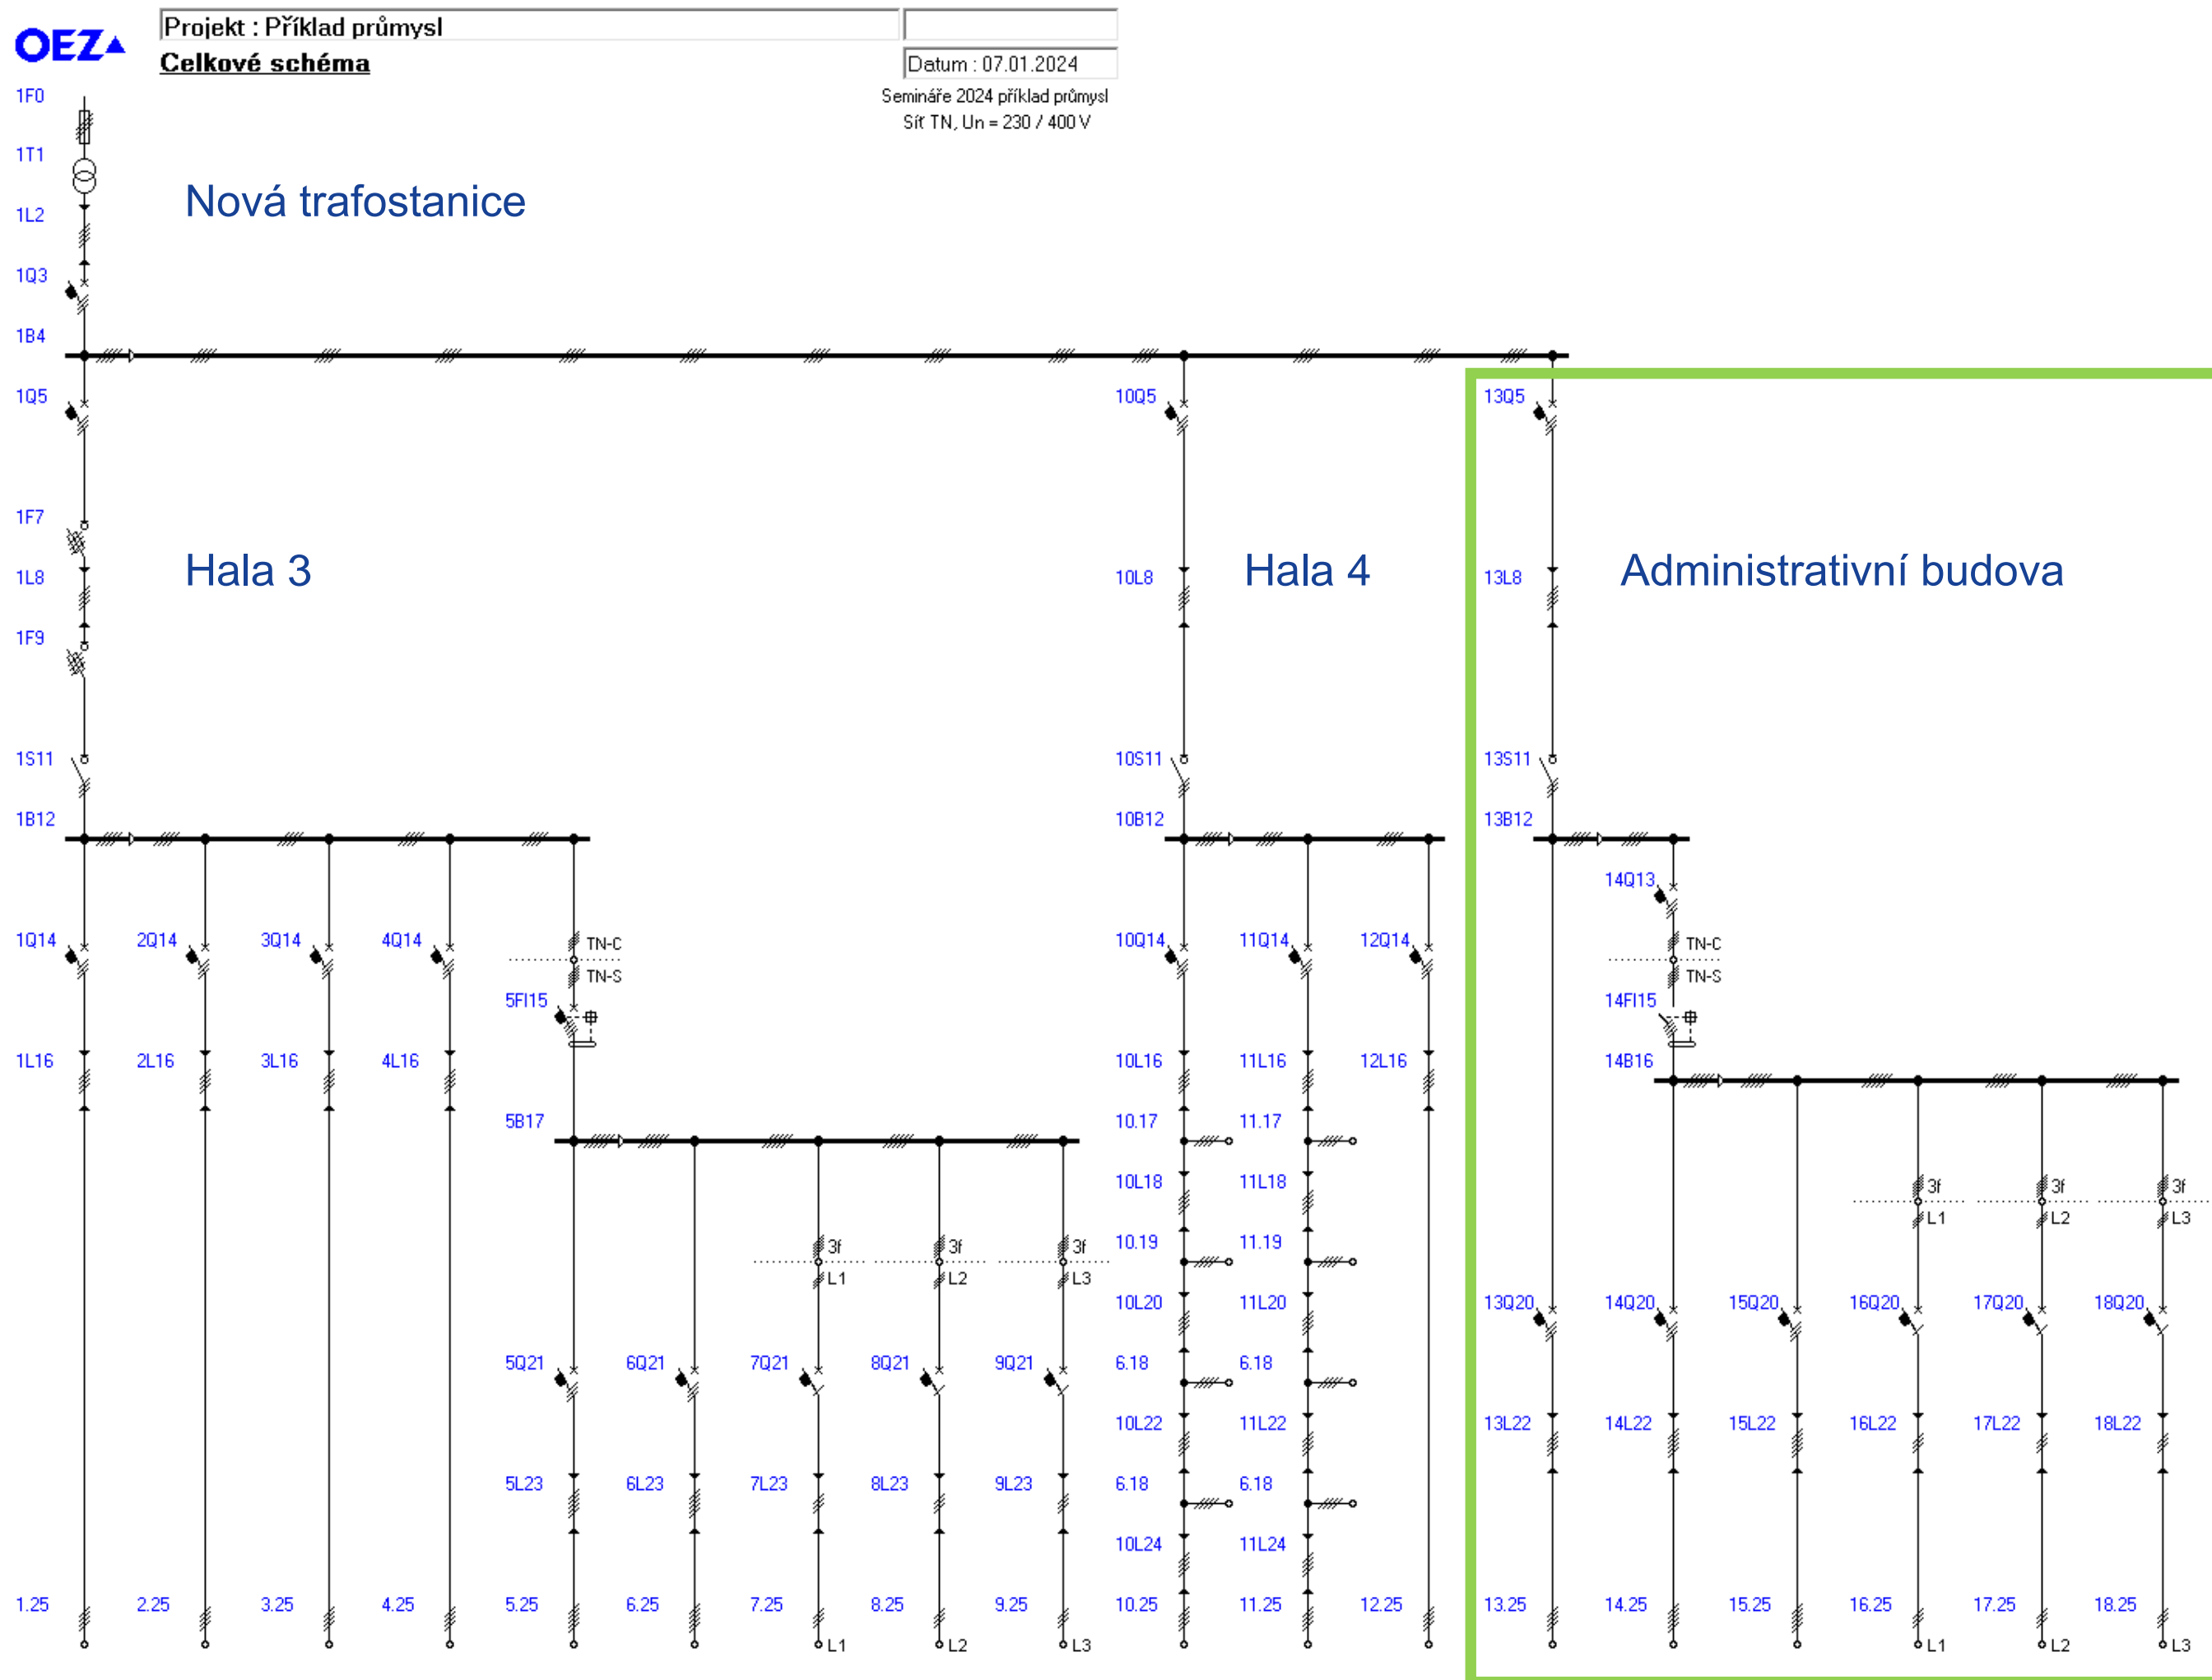 OEZ
Projekt : Příklad průmysl
Celkové schéma
Datum : 07.01.2024
Semináře 2024 příklad průmysl
Síť TN, Un = 230 / 400 V
1F0
1T1
Nová trafostanice
1L2
1Q3
1B4
1Q5 10Q5 13Q5
1F7
Hala 3 Hala 4 Administrativní budova
1L8 10L8 13L8
1F9
1S11 10S11 13S11
1B12 10B12 13B12
14Q13
1Q14 2Q14 3Q14 4Q14 TN-C 10Q14 11Q14 12Q14 TN-C
TN-S TN-S
5FI15 14FI15
1L16 2L16 3L16 4L16 10L16 11L16 12L16 14B16
5B17 10.17 11.17
10L18 11L18 3f 3f 3f
L1 L2 L3
3f 3f 3f 10.19 11.19
L1 L2 L3
10L20 11L20 13Q20 14Q20 15Q20 16Q20 17Q20 18Q20
5Q21 6Q21 7Q21 8Q21 9Q21 6.18 6.18
10L22 11L22 13L22 14L22 15L22 16L22 17L22 18L22
5L23 6L23 7L23 8L23 9L23 6.18 6.18
10L24 11L24
1.25 2.25 3.25 4.25 5.25 6.25 7.25 8.25 9.25 10.25 11.25 12.25 13.25 14.25 15.25 16.25 17.25 18.25
L1 L2 L3 L1 L2 L3